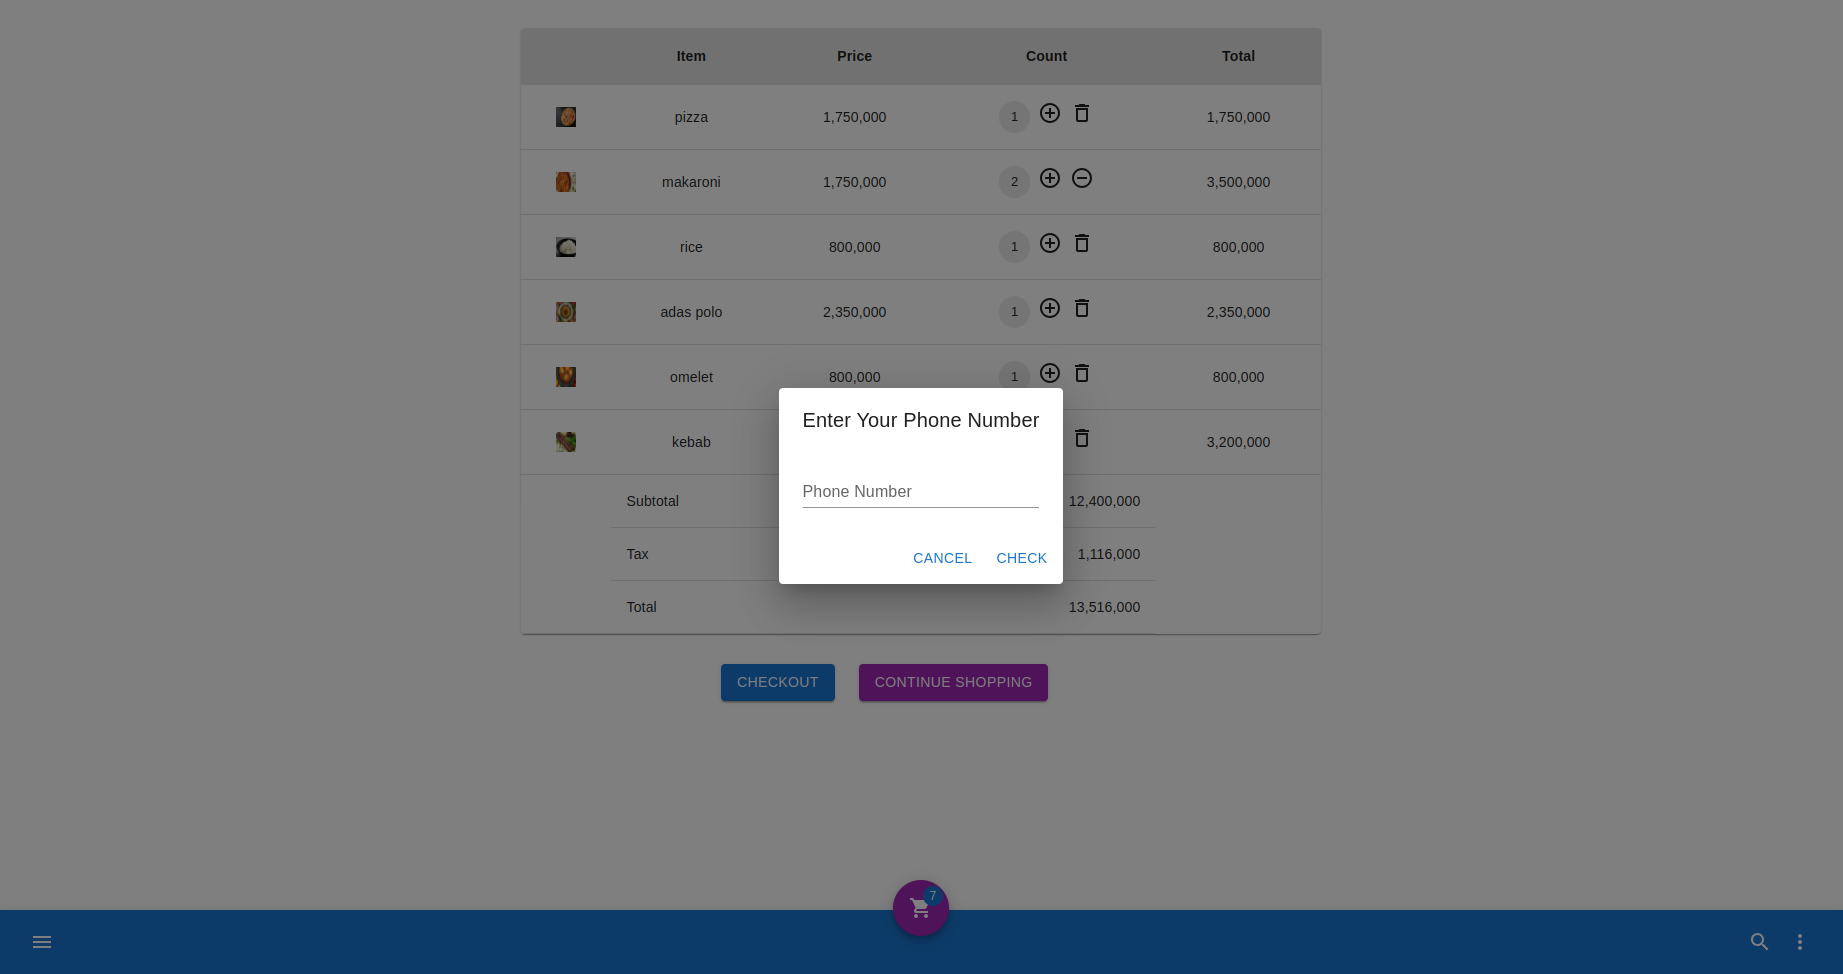 Item Price Count Total
pizza 1,750,000 1 1,750,000
makaroni 1,750,000 2 3,500,000
rice 800,000 1 800,000
adas polo 2,350,000 1 2,350,000
omelet 800,000 1 800,000
kebab 3,200,000
Enter Your Phone Number
Phone Number
CANCEL CHECK
Subtotal 12,400,000
Tax 1,116,000
Total 13,516,000
CHECKOUT CONTINUE SHOPPING
7